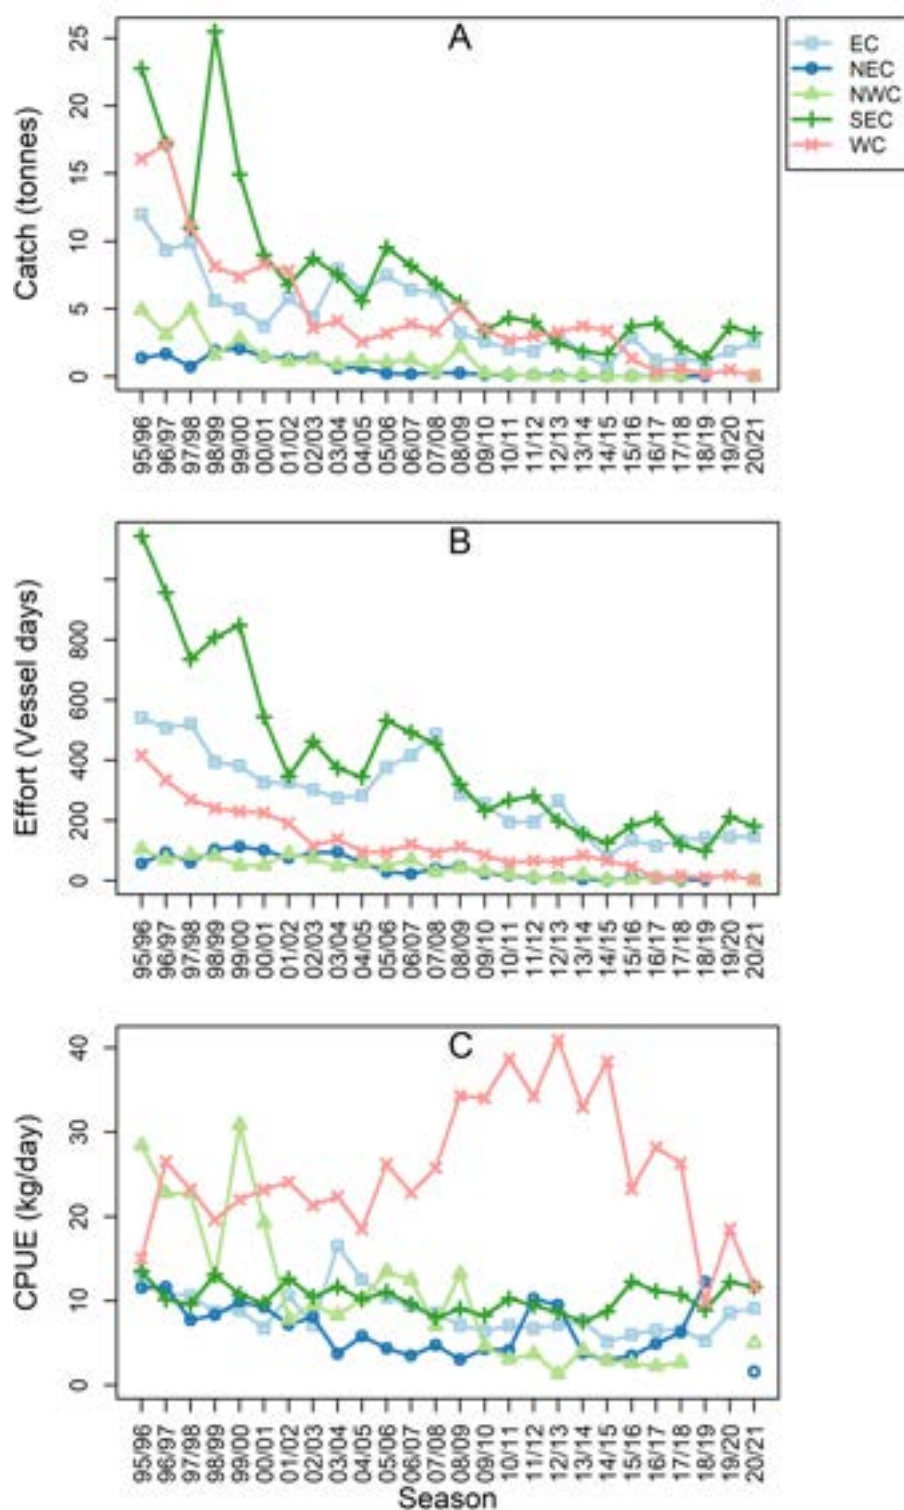 A
EC
NEC
NWC
SEC
WC
Catch (tonnes)
25
20
15
10
5
0
95/96 96/97 97/98 98/99 99/00 00/01 01/02 02/03 03/04 04/05 05/06 06/07 07/08 08/09 09/10 10/11 11/12 12/13 13/14 14/15 15/16 16/17 17/18 18/19 19/20 20/21
B
Effort (Vessel days)
800
600
400
200
0
95/96 96/97 97/98 98/99 99/00 00/01 01/02 02/03 03/04 04/05 05/06 06/07 07/08 08/09 09/10 10/11 11/12 12/13 13/14 14/15 15/16 16/17 17/18 18/19 19/20 20/21
C
CPUE (kg/day)
40
30
20
10
0
95/96 96/97 97/98 98/99 99/00 00/01 01/02 02/03 03/04 04/05 05/06 06/07 07/08 08/09 09/10 10/11 11/12 12/13 13/14 14/15 15/16 16/17 17/18 18/19 19/20 20/21
Season